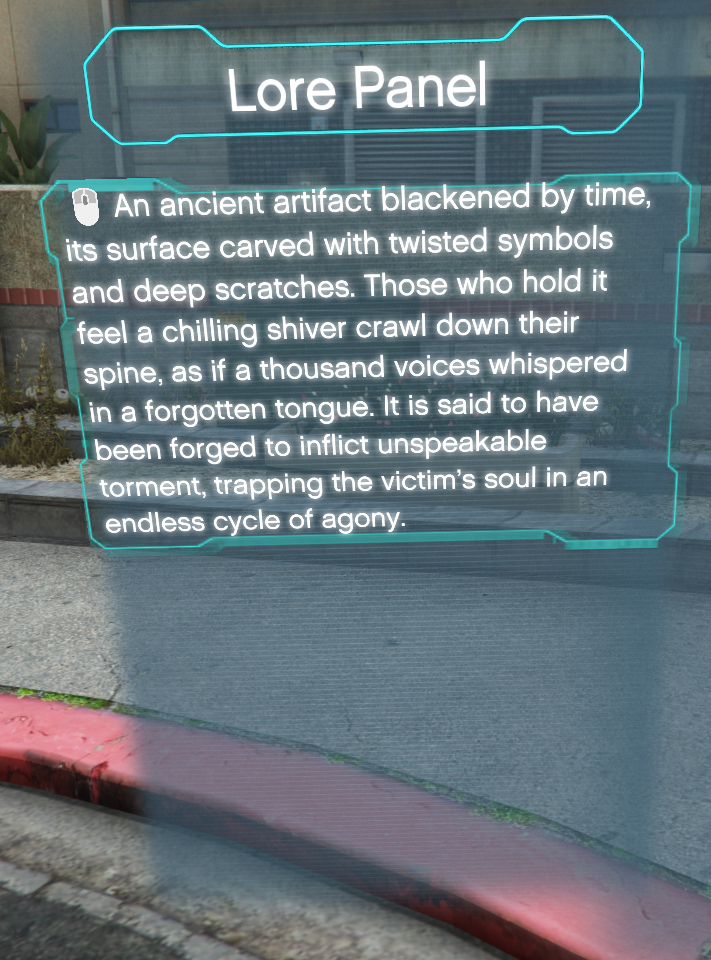 Lore Panel
An ancient artifact blackened by time,
its surface carved with twisted symbols
and deep scratches. Those who hold it
feel a chilling shiver crawl down their
spine, as if a thousand voices whispered
in a forgotten tongue. It is said to have
been forged to inflict unspeakable
torment, trapping the victim's soul in an
endless cycle of agony.